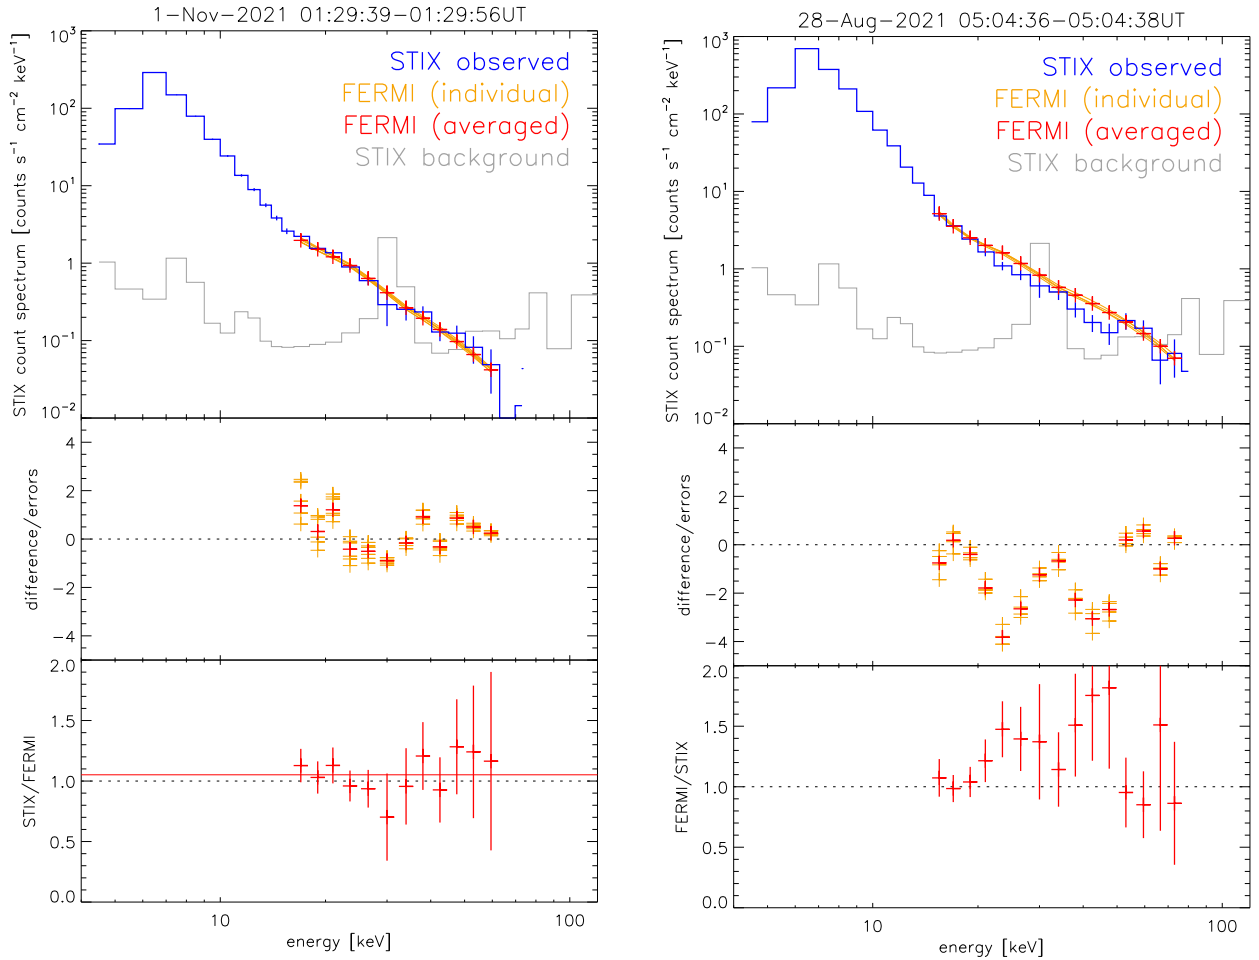 1-Nov-2021 01:29:39-01:29:56UT
10³
10²
10¹
10⁰
10⁻¹
10⁻²
STIX count spectrum [counts s⁻¹ cm⁻² keV⁻¹]
STIX observed
FERMI (individual)
FERMI (averaged)
STIX background
4
2
0
-2
-4
difference/errors
2.0
1.5
1.0
0.5
0.0
STIX/FERMI
10
100
energy [keV]
28-Aug-2021 05:04:36-05:04:38UT
10³
10²
10¹
10⁰
10⁻¹
10⁻²
STIX count spectrum [counts s⁻¹ cm⁻² keV⁻¹]
STIX observed
FERMI (individual)
FERMI (averaged)
STIX background
4
2
0
-2
-4
difference/errors
2.0
1.5
1.0
0.5
0.0
FERMI/STIX
10
100
energy [keV]